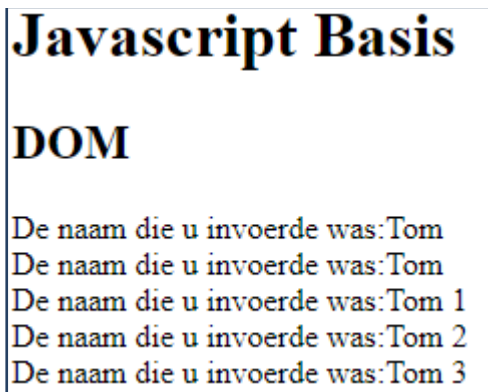 Javascript Basis
DOM
De naam die u invoerde was:Tom
De naam die u invoerde was:Tom
De naam die u invoerde was:Tom 1
De naam die u invoerde was:Tom 2
De naam die u invoerde was:Tom 3